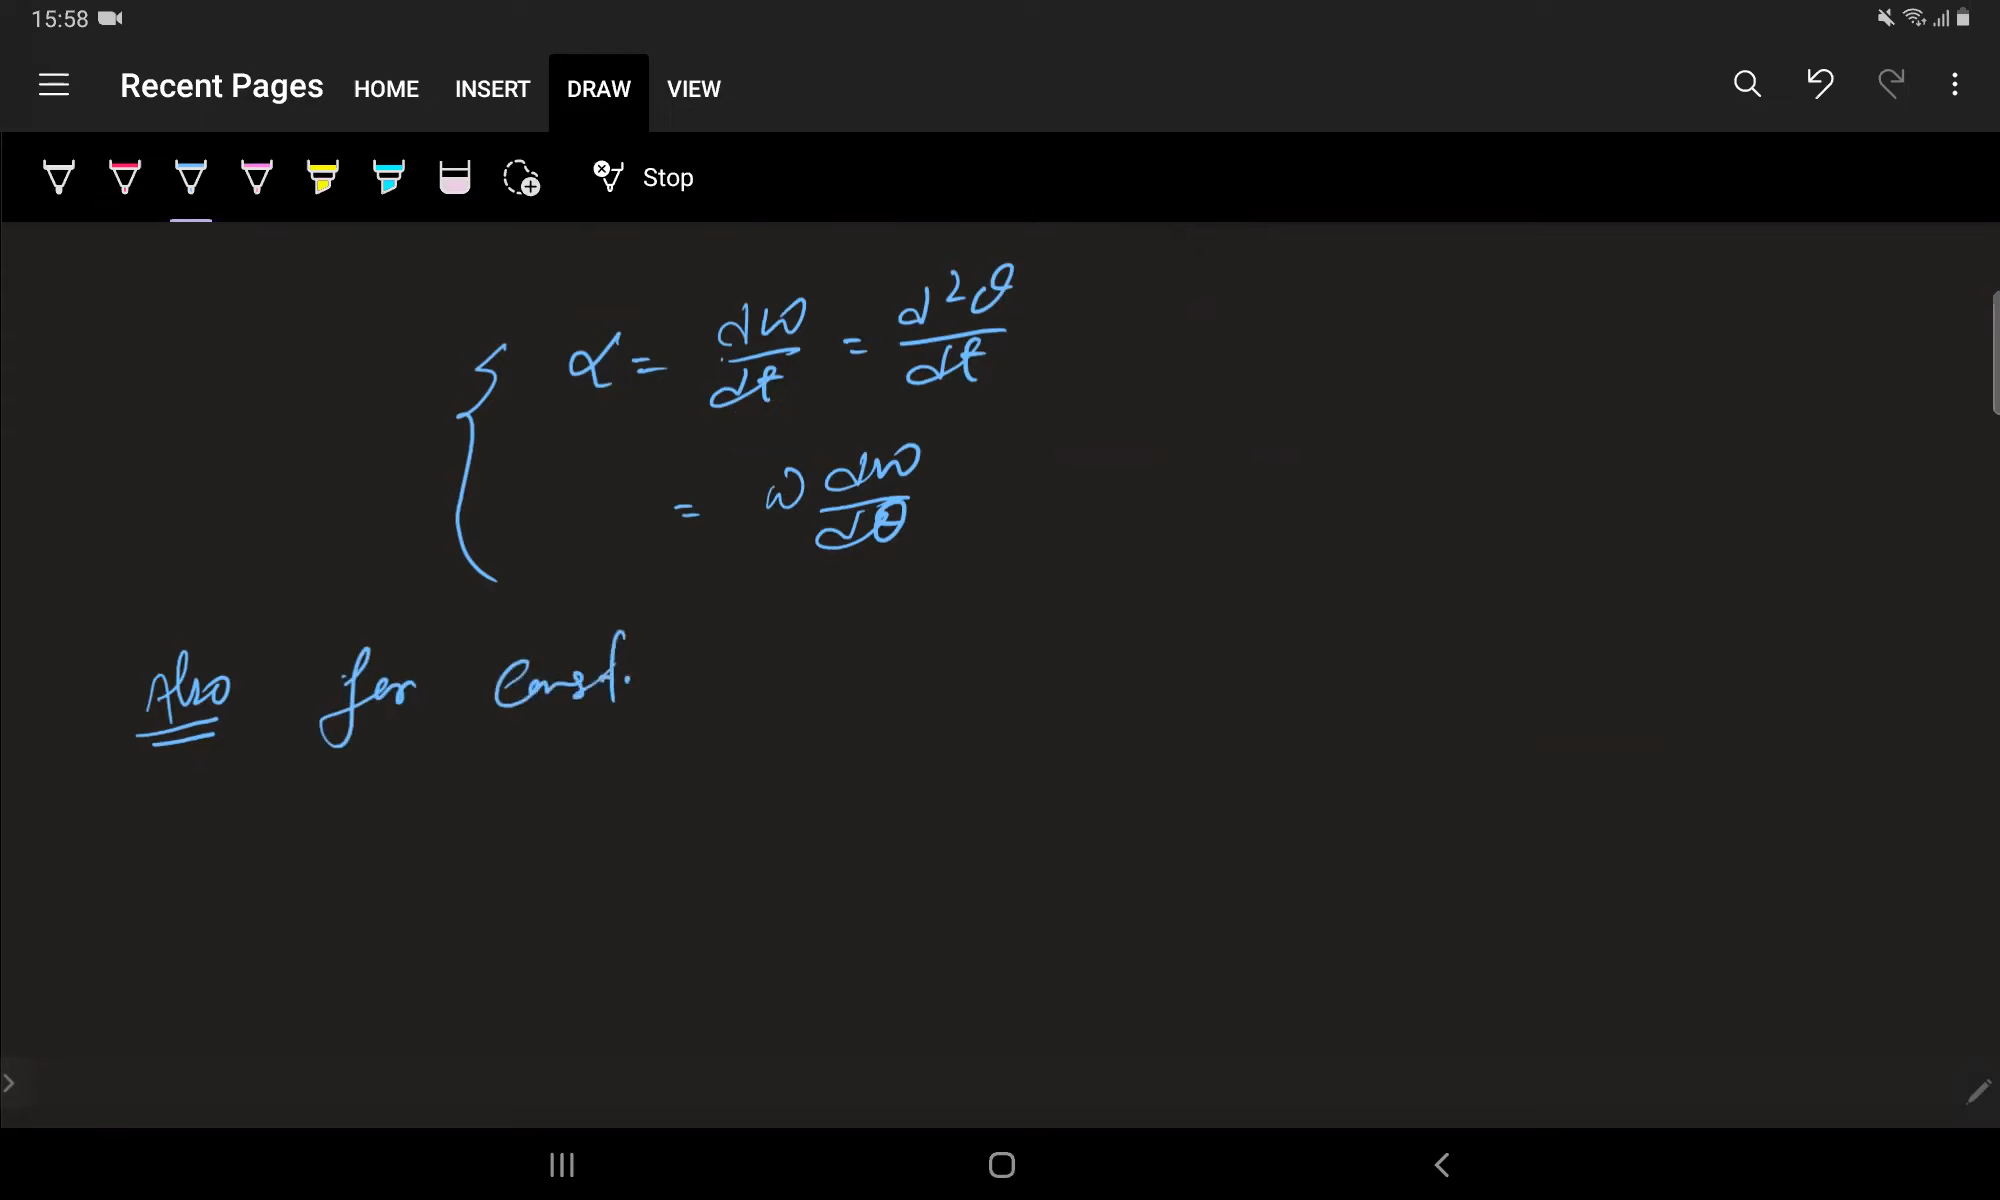 15:58
Recent Pages HOME INSERT DRAW VIEW
Stop
α = dω/dt = d²θ/dt
= ω dω/dθ
Also for const.